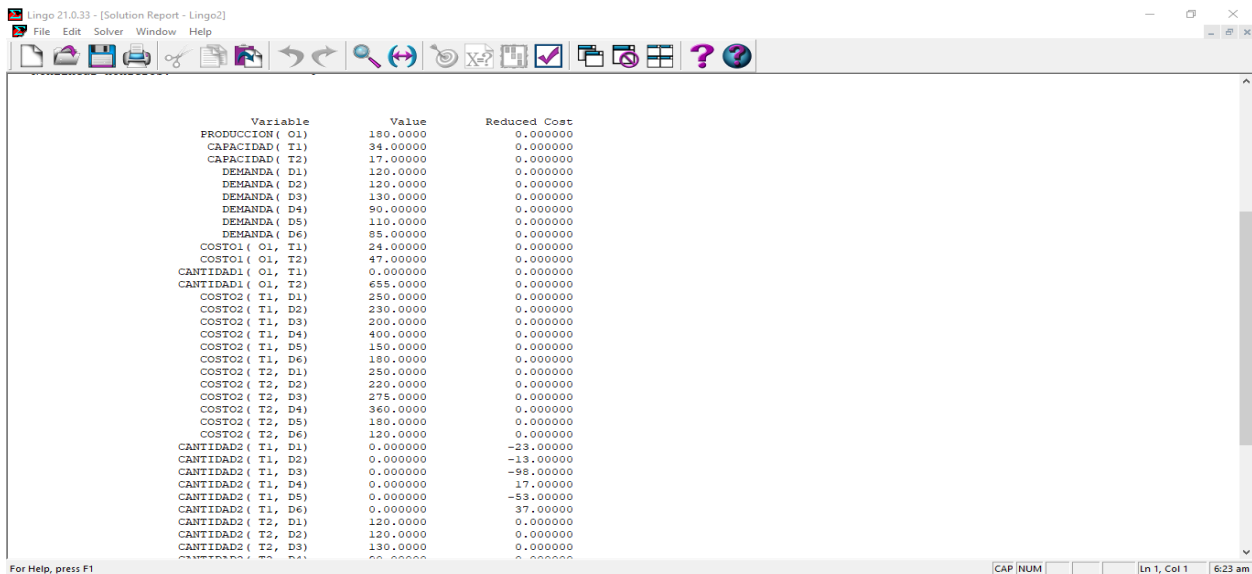 Lingo 21.0.33 - [Solution Report - Lingo2]
File Edit Solver Window Help
Variable Value Reduced Cost
PRODUCCION( O1) 180.0000 0.000000
CAPACIDAD( T1) 34.00000 0.000000
CAPACIDAD( T2) 17.00000 0.000000
DEMANDA( D1) 120.0000 0.000000
DEMANDA( D2) 120.0000 0.000000
DEMANDA( D3) 130.0000 0.000000
DEMANDA( D4) 90.00000 0.000000
DEMANDA( D5) 110.0000 0.000000
DEMANDA( D6) 85.00000 0.000000
COSTO1( O1, T1) 24.00000 0.000000
COSTO1( O1, T2) 47.00000 0.000000
CANTIDAD1( O1, T1) 0.000000 0.000000
CANTIDAD1( O1, T2) 655.0000 0.000000
COSTO2( T1, D1) 250.0000 0.000000
COSTO2( T1, D2) 230.0000 0.000000
COSTO2( T1, D3) 200.0000 0.000000
COSTO2( T1, D4) 400.0000 0.000000
COSTO2( T1, D5) 150.0000 0.000000
COSTO2( T1, D6) 180.0000 0.000000
COSTO2( T2, D1) 250.0000 0.000000
COSTO2( T2, D2) 220.0000 0.000000
COSTO2( T2, D3) 275.0000 0.000000
COSTO2( T2, D4) 360.0000 0.000000
COSTO2( T2, D5) 180.0000 0.000000
COSTO2( T2, D6) 120.0000 0.000000
CANTIDAD2( T1, D1) 0.000000 -23.00000
CANTIDAD2( T1, D2) 0.000000 -13.00000
CANTIDAD2( T1, D3) 0.000000 -98.00000
CANTIDAD2( T1, D4) 0.000000 17.00000
CANTIDAD2( T1, D5) 0.000000 -53.00000
CANTIDAD2( T1, D6) 0.000000 37.00000
CANTIDAD2( T2, D1) 120.0000 0.000000
CANTIDAD2( T2, D2) 120.0000 0.000000
CANTIDAD2( T2, D3) 130.0000 0.000000
For Help, press F1 CAP NUM Ln 1, Col 1 6:23 am